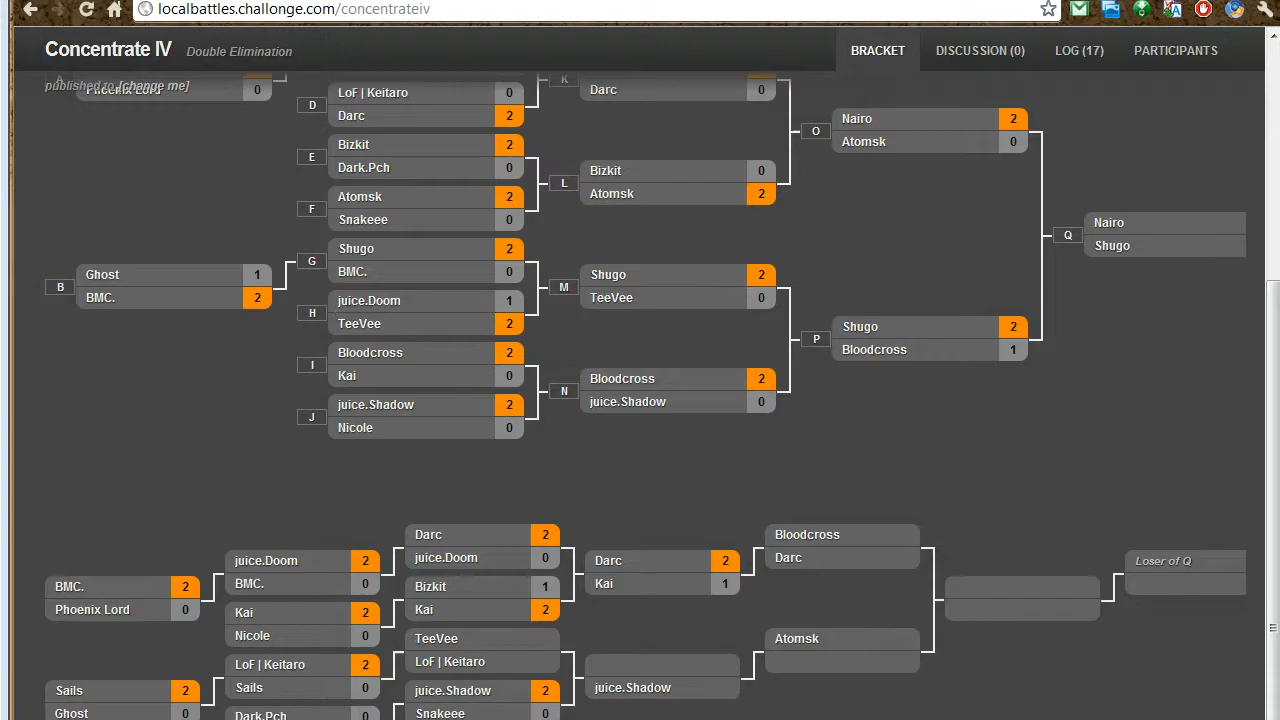 localbattles.challonge.com/concentrateiv
Concentrate IV Double Elimination
BRACKET DISCUSSION (0) LOG (17) PARTICIPANTS
published to [change me]
A
0
D
LoF | Keitaro 0
Darc 2
E
Bizkit 2
Dark.Pch 0
F
Atomsk 2
Snakeee 0
B
Ghost 1
BMC. 2
G
Shugo 2
BMC. 0
H
juice.Doom 1
TeeVee 2
I
Bloodcross 2
Kai 0
J
juice.Shadow 2
Nicole 0
K
Darc 0
L
Bizkit 0
Atomsk 2
M
Shugo 2
TeeVee 0
N
Bloodcross 2
juice.Shadow 0
O
Nairo 2
Atomsk 0
P
Shugo 2
Bloodcross 1
Q
Nairo
Shugo
BMC. 2
Phoenix Lord 0
Sails 2
Ghost 0
juice.Doom 2
BMC. 0
Kai 2
Nicole 0
LoF | Keitaro 2
Sails 0
Dark.Pch
Darc 2
juice.Doom 0
Bizkit 1
Kai 2
TeeVee
LoF | Keitaro
juice.Shadow 2
Snakeee 0
Darc 2
Kai 1
juice.Shadow
Bloodcross
Darc
Atomsk
Loser of Q